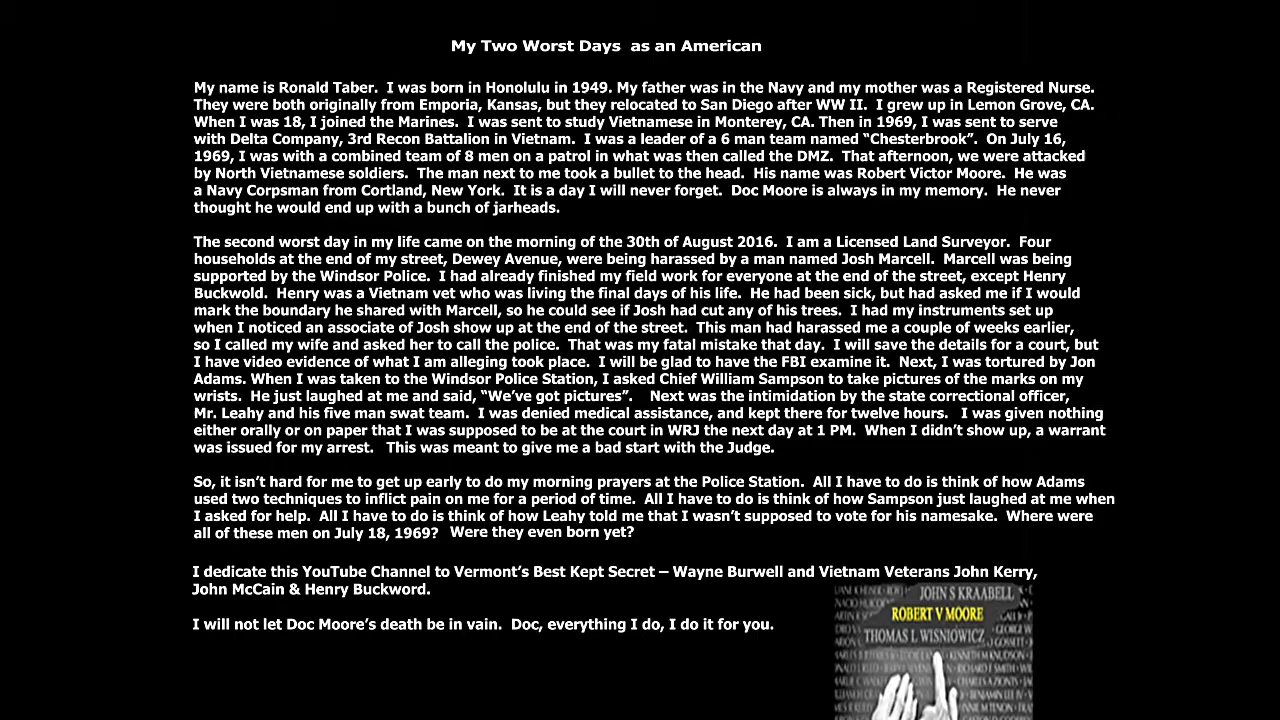 My Two Worst Days as an American
My name is Ronald Taber. I was born in Honolulu in 1949. My father was in the Navy and my mother was a Registered Nurse.
They were both originally from Emporia, Kansas, but they relocated to San Diego after WW II. I grew up in Lemon Grove, CA.
When I was 18, I joined the Marines. I was sent to study Vietnamese in Monterey, CA. Then in 1969, I was sent to serve
with Delta Company, 3rd Recon Battalion in Vietnam. I was a leader of a 6 man team named “Chesterbrook”. On July 16,
1969, I was with a combined team of 8 men on a patrol in what was then called the DMZ. That afternoon, we were attacked
by North Vietnamese soldiers. The man next to me took a bullet to the head. His name was Robert Victor Moore. He was
a Navy Corpsman from Cortland, New York. It is a day I will never forget. Doc Moore is always in my memory. He never
thought he would end up with a bunch of jarheads.
The second worst day in my life came on the morning of the 30th of August 2016. I am a Licensed Land Surveyor. Four
households at the end of my street, Dewey Avenue, were being harassed by a man named Josh Marcell. Marcell was being
supported by the Windsor Police. I had already finished my field work for everyone at the end of the street, except Henry
Buckwold. Henry was a Vietnam vet who was living the final days of his life. He had been sick, but had asked me if I would
mark the boundary he shared with Marcell, so he could see if Josh had cut any of his trees. I had my instruments set up
when I noticed an associate of Josh show up at the end of the street. This man had harassed me a couple of weeks earlier,
so I called my wife and asked her to call the police. That was my fatal mistake that day. I will save the details for a court, but
I have video evidence of what I am alleging took place. I will be glad to have the FBI examine it. Next, I was tortured by Jon
Adams. When I was taken to the Windsor Police Station, I asked Chief William Sampson to take pictures of the marks on my
wrists. He just laughed at me and said, “We’ve got pictures”. Next was the intimidation by the state correctional officer,
Mr. Leahy and his five man swat team. I was denied medical assistance, and kept there for twelve hours. I was given nothing
either orally or on paper that I was supposed to be at the court in WRJ the next day at 1 PM. When I didn’t show up, a warrant
was issued for my arrest. This was meant to give me a bad start with the Judge.
So, it isn’t hard for me to get up early to do my morning prayers at the Police Station. All I have to do is think of how Adams
used two techniques to inflict pain on me for a period of time. All I have to do is think of how Sampson just laughed at me when
I asked for help. All I have to do is think of how Leahy told me that I wasn’t supposed to vote for his namesake. Where were
all of these men on July 18, 1969? Were they even born yet?
I dedicate this YouTube Channel to Vermont’s Best Kept Secret – Wayne Burwell and Vietnam Veterans John Kerry,
John McCain & Henry Buckword.
I will not let Doc Moore’s death be in vain. Doc, everything I do, I do it for you.
JOHN S KRAABELL
ROBERT V MOORE
THOMAS L WISNIOWICZ